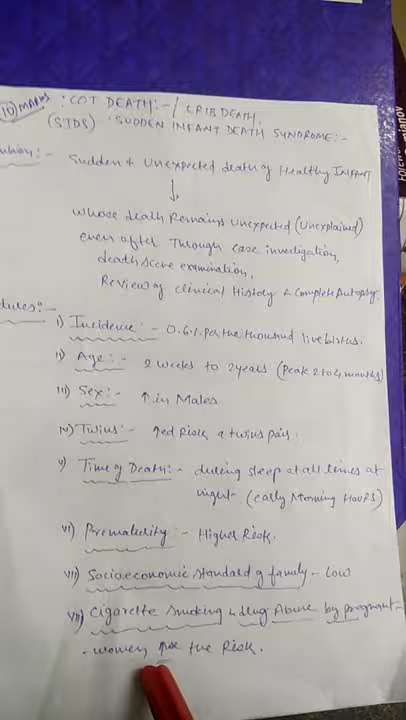 (10) marks : COT DEATH:- / CRIB DEATH.
(SIDS) SUDDEN INFANT DEATH SYNDROME:-
Sudden & Unexpected death of Healthy INFANT
↓
whose death Remains Unexpected (Unexplained)
even after Through case investigation,
death scene examination,
Review of clinical History & Complete Autopsy.
tures:-
i) Incidence:- 0.6% per the thousand live births.
ii) Age:- 2 weeks to 2 years (Peak 2 to 4 months)
iii) Sex:- ↑ in Males
iv) Twins:- ↑ed Risk a twins pair.
v) Time of Death:- during sleep at all times at
night (early Morning HOURS)
vi) Prematurity:- Higher Risk.
vii) Socioeconomic standard of family - Low
vii) Cigarette smoking & drug Abuse by pregnant-
- women, ↑se the Risk.